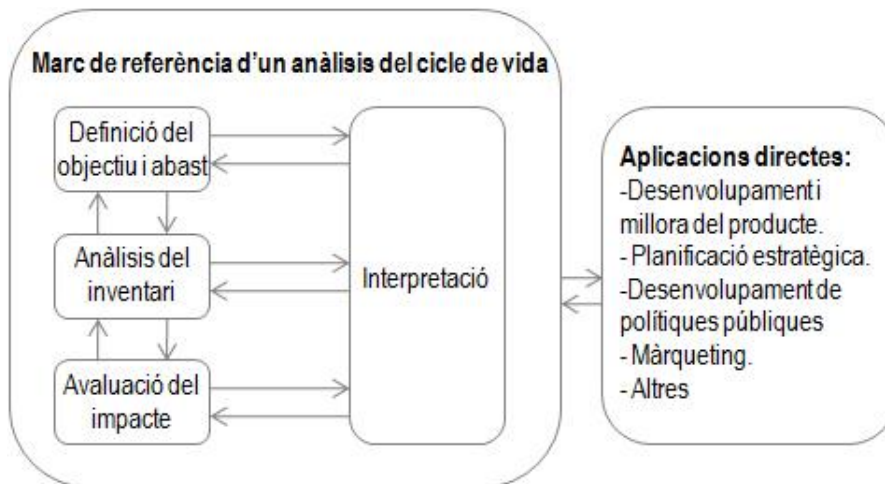 Marc de referència d'un anàlisis del cicle de vida
Definició del
objectiu i abast
Anàlisis del
inventari
Avaluació del
impacte
Interpretació
Aplicacions directes:
-Desenvolupament i
millora del producte.
- Planificació estratègica.
-Desenvolupament de
polítiques públiques
- Màrqueting.
- Altres